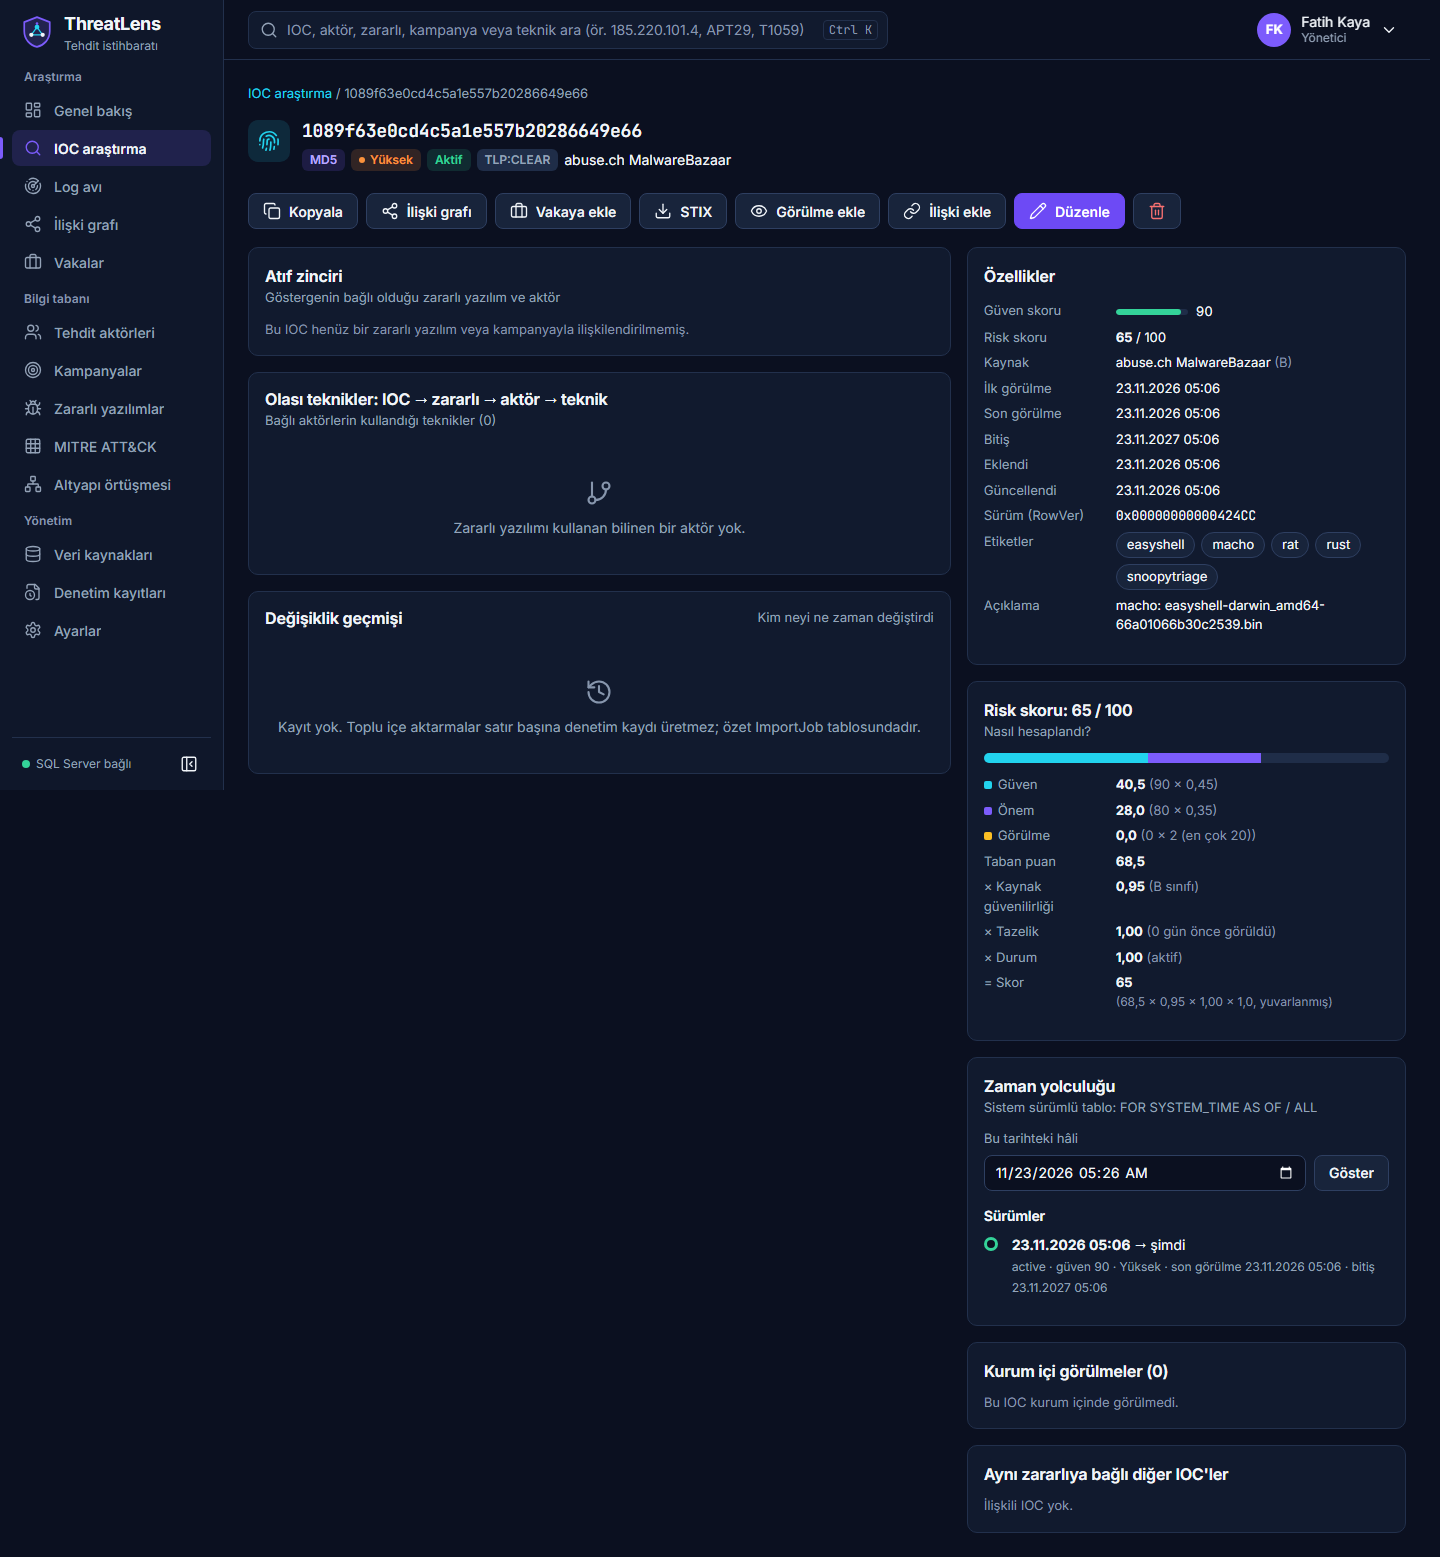 ThreatLens
Tehdit istihbaratı
Araştırma
Genel bakış
IOC araştırma
Log avı
İlişki grafı
Vakalar
Bilgi tabanı
Tehdit aktörleri
Kampanyalar
Zararlı yazılımlar
MITRE ATT&CK
Altyapı örtüşmesi
Yönetim
Veri kaynakları
Denetim kayıtları
Ayarlar
SQL Server bağlı
IOC, aktör, zararlı, kampanya veya teknik ara (ör. 185.220.101.4, APT29, T1059) Ctrl K
FK
Fatih Kaya
Yönetici
IOC araştırma / 1089f63e0cd4c5a1e557b20286649e66
1089f63e0cd4c5a1e557b20286649e66
MD5 Yüksek Aktif TLP:CLEAR abuse.ch MalwareBazaar
Kopyala İlişki grafı Vakaya ekle STIX Görülme ekle İlişki ekle Düzenle
Atıf zinciri
Göstergenin bağlı olduğu zararlı yazılım ve aktör
Bu IOC henüz bir zararlı yazılım veya kampanyayla ilişkilendirilmemiş.
Olası teknikler: IOC → zararlı → aktör → teknik
Bağlı aktörlerin kullandığı teknikler (0)
Zararlı yazılımı kullanan bilinen bir aktör yok.
Değişiklik geçmişi Kim neyi ne zaman değiştirdi
Kayıt yok. Toplu içe aktarmalar satır başına denetim kaydı üretmez; özet ImportJob tablosundadır.
Özellikler
Güven skoru 90
Risk skoru 65 / 100
Kaynak abuse.ch MalwareBazaar (B)
İlk görülme 23.11.2026 05:06
Son görülme 23.11.2026 05:06
Bitiş 23.11.2027 05:06
Eklendi 23.11.2026 05:06
Güncellendi 23.11.2026 05:06
Sürüm (RowVer) 0x00000000000424CC
Etiketler easyshell macho rat rust
snoopytriage
Açıklama macho: easyshell-darwin_amd64-
66a01066b30c2539.bin
Risk skoru: 65 / 100
Nasıl hesaplandı?
Güven 40,5 (90 × 0,45)
Önem 28,0 (80 × 0,35)
Görülme 0,0 (0 × 2 (en çok 20))
Taban puan 68,5
× Kaynak 0,95 (B sınıfı)
güvenilirliği
× Tazelik 1,00 (0 gün önce görüldü)
× Durum 1,00 (aktif)
= Skor 65
(68,5 × 0,95 × 1,00 × 1,0, yuvarlanmış)
Zaman yolculuğu
Sistem sürümlü tablo: FOR SYSTEM_TIME AS OF / ALL
Bu tarihteki hâli
11/23/2026 05:26 AM Göster
Sürümler
23.11.2026 05:06 → şimdi
active · güven 90 · Yüksek · son görülme 23.11.2026 05:06 · bitiş
23.11.2027 05:06
Kurum içi görülmeler (0)
Bu IOC kurum içinde görülmedi.
Aynı zararlıya bağlı diğer IOC'ler
İlişkili IOC yok.